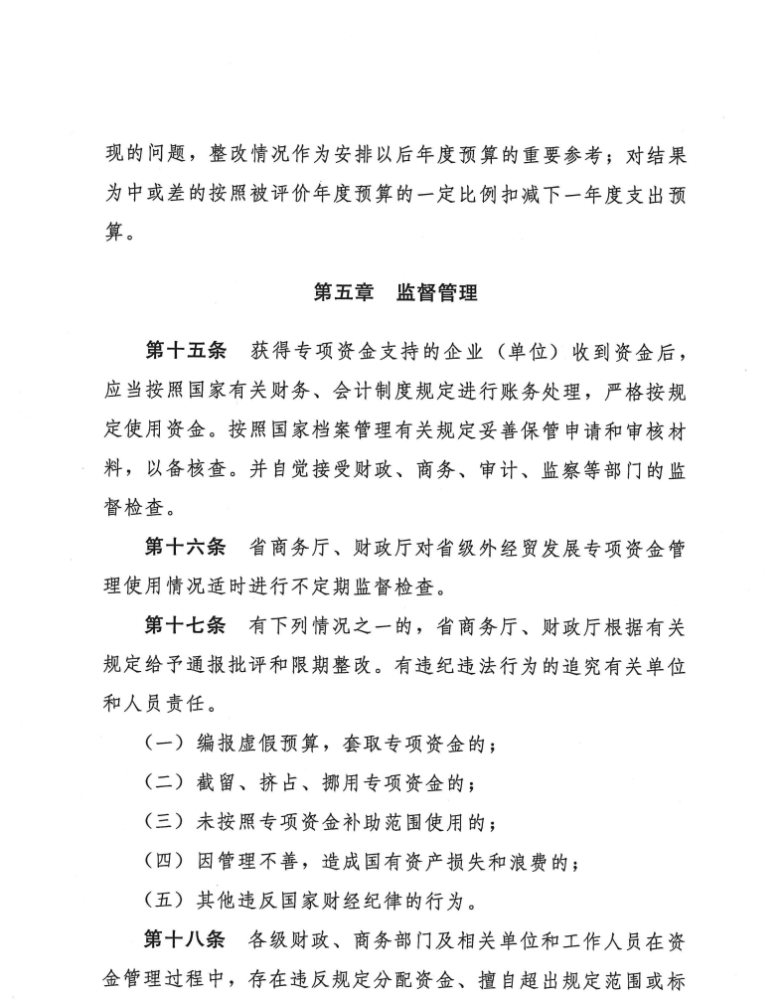 现的问题，整改情况作为安排以后年度预算的重要参考；对结果
为中或差的按照被评价年度预算的一定比例扣减下一年度支出预
算。
第五章　监督管理
第十五条　获得专项资金支持的企业（单位）收到资金后，
应当按照国家有关财务、会计制度规定进行账务处理，严格按规
定使用资金。按照国家档案管理有关规定妥善保管申请和审核材
料，以备核查。并自觉接受财政、商务、审计、监察等部门的监
督检查。
第十六条　省商务厅、财政厅对省级外经贸发展专项资金管
理使用情况适时进行不定期监督检查。
第十七条　有下列情况之一的，省商务厅、财政厅根据有关
规定给予通报批评和限期整改。有违纪违法行为的追究有关单位
和人员责任。
（一）编报虚假预算，套取专项资金的；
（二）截留、挤占、挪用专项资金的；
（三）未按照专项资金补助范围使用的；
（四）因管理不善，造成国有资产损失和浪费的；
（五）其他违反国家财经纪律的行为。
第十八条　各级财政、商务部门及相关单位和工作人员在资
金管理过程中，存在违反规定分配资金、擅自超出规定范围或标